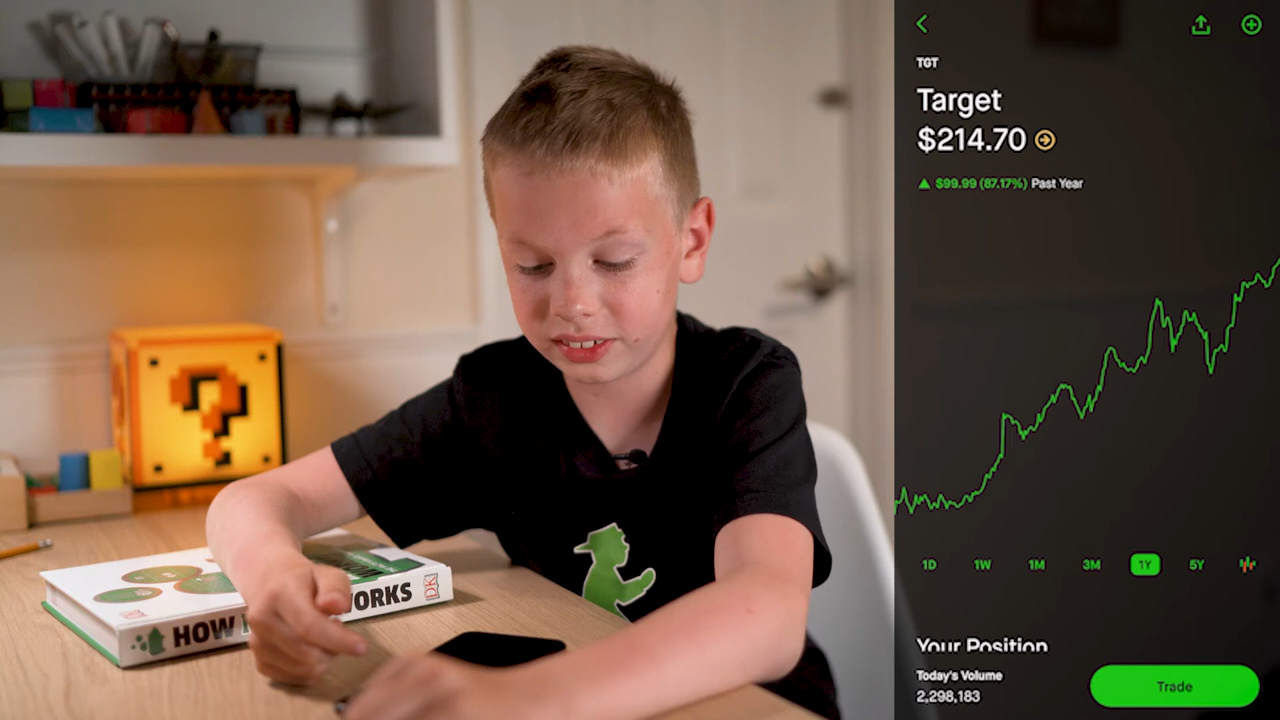 TGT
Target
$214.70
▲ $99.99 (87.17%) Past Year
1D 1W 1M 3M 1Y 5Y
Your Position
Today's Volume
2,298,183
Trade
?
HOW
WORKS
DK